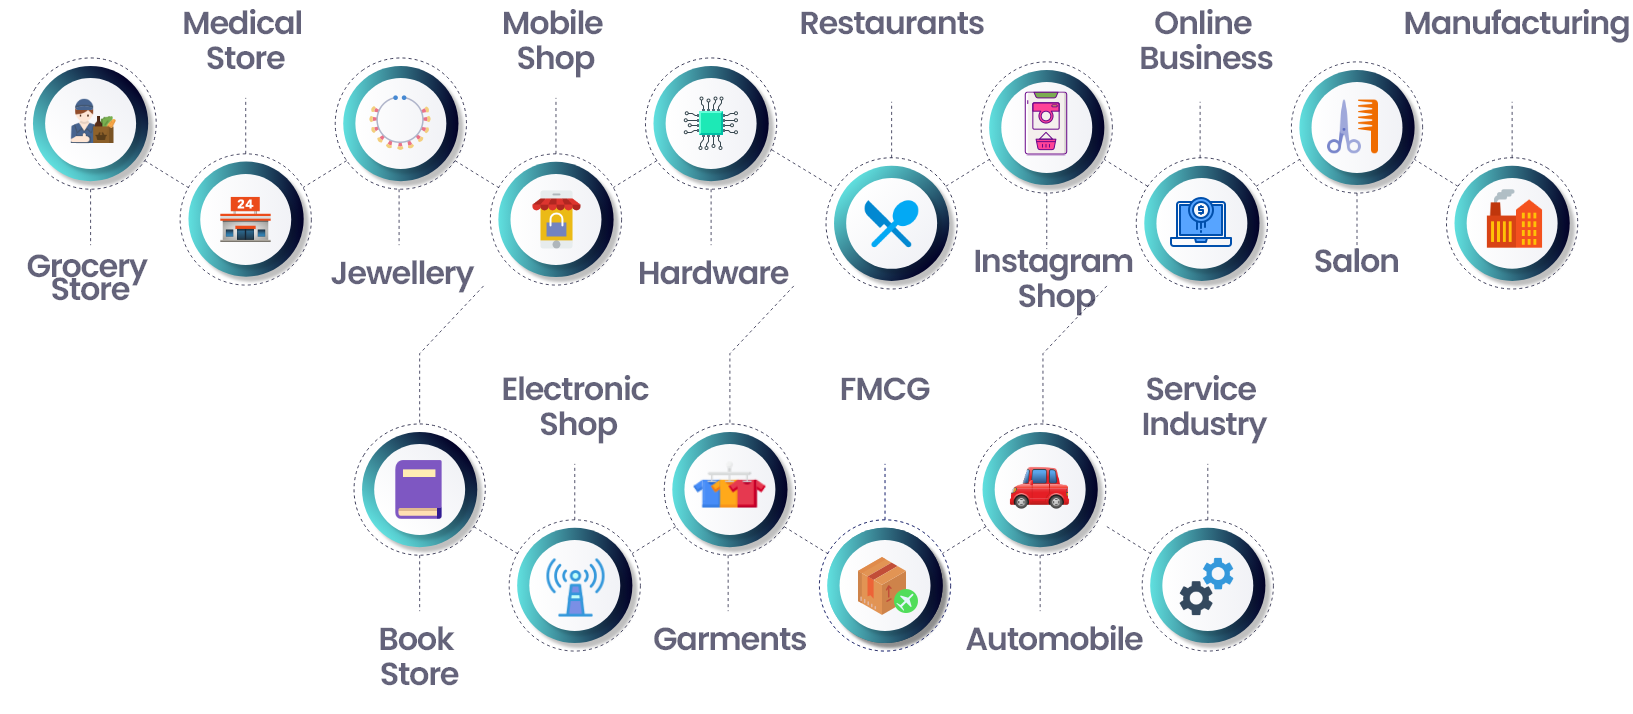 Medical
Store
Mobile
Shop
Restaurants
Online
Business
Manufacturing
24
$
Grocery
Store
Jewellery
Hardware
Instagram
Shop
Salon
Electronic
Shop
FMCG
Service
Industry
Book
Store
Garments
Automobile